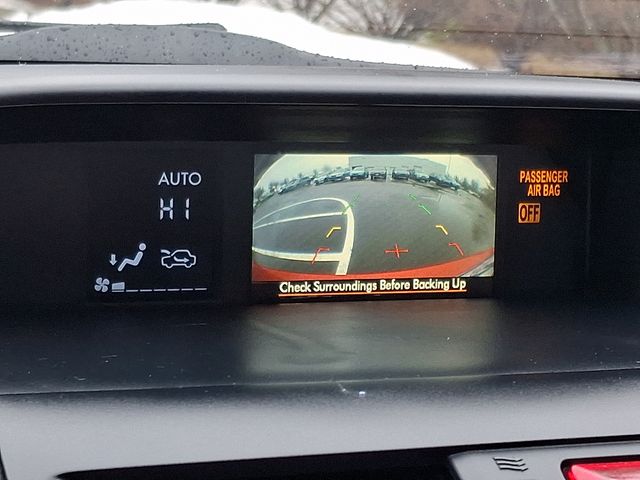 AUTO
HI
PASSENGER
AIR BAG
OFF
Check Surroundings Before Backing Up